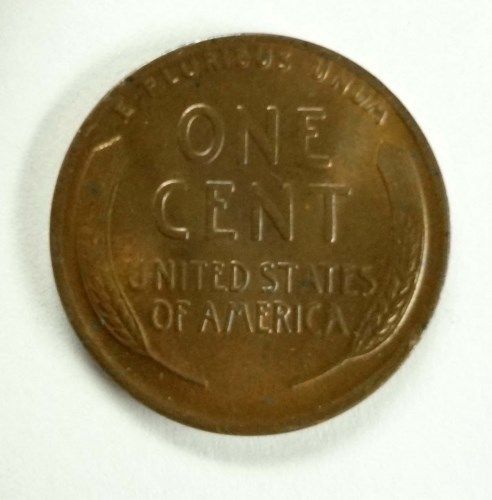 E·PLURIBUS·UNUM
ONE
CENT
UNITED STATES
OF AMERICA